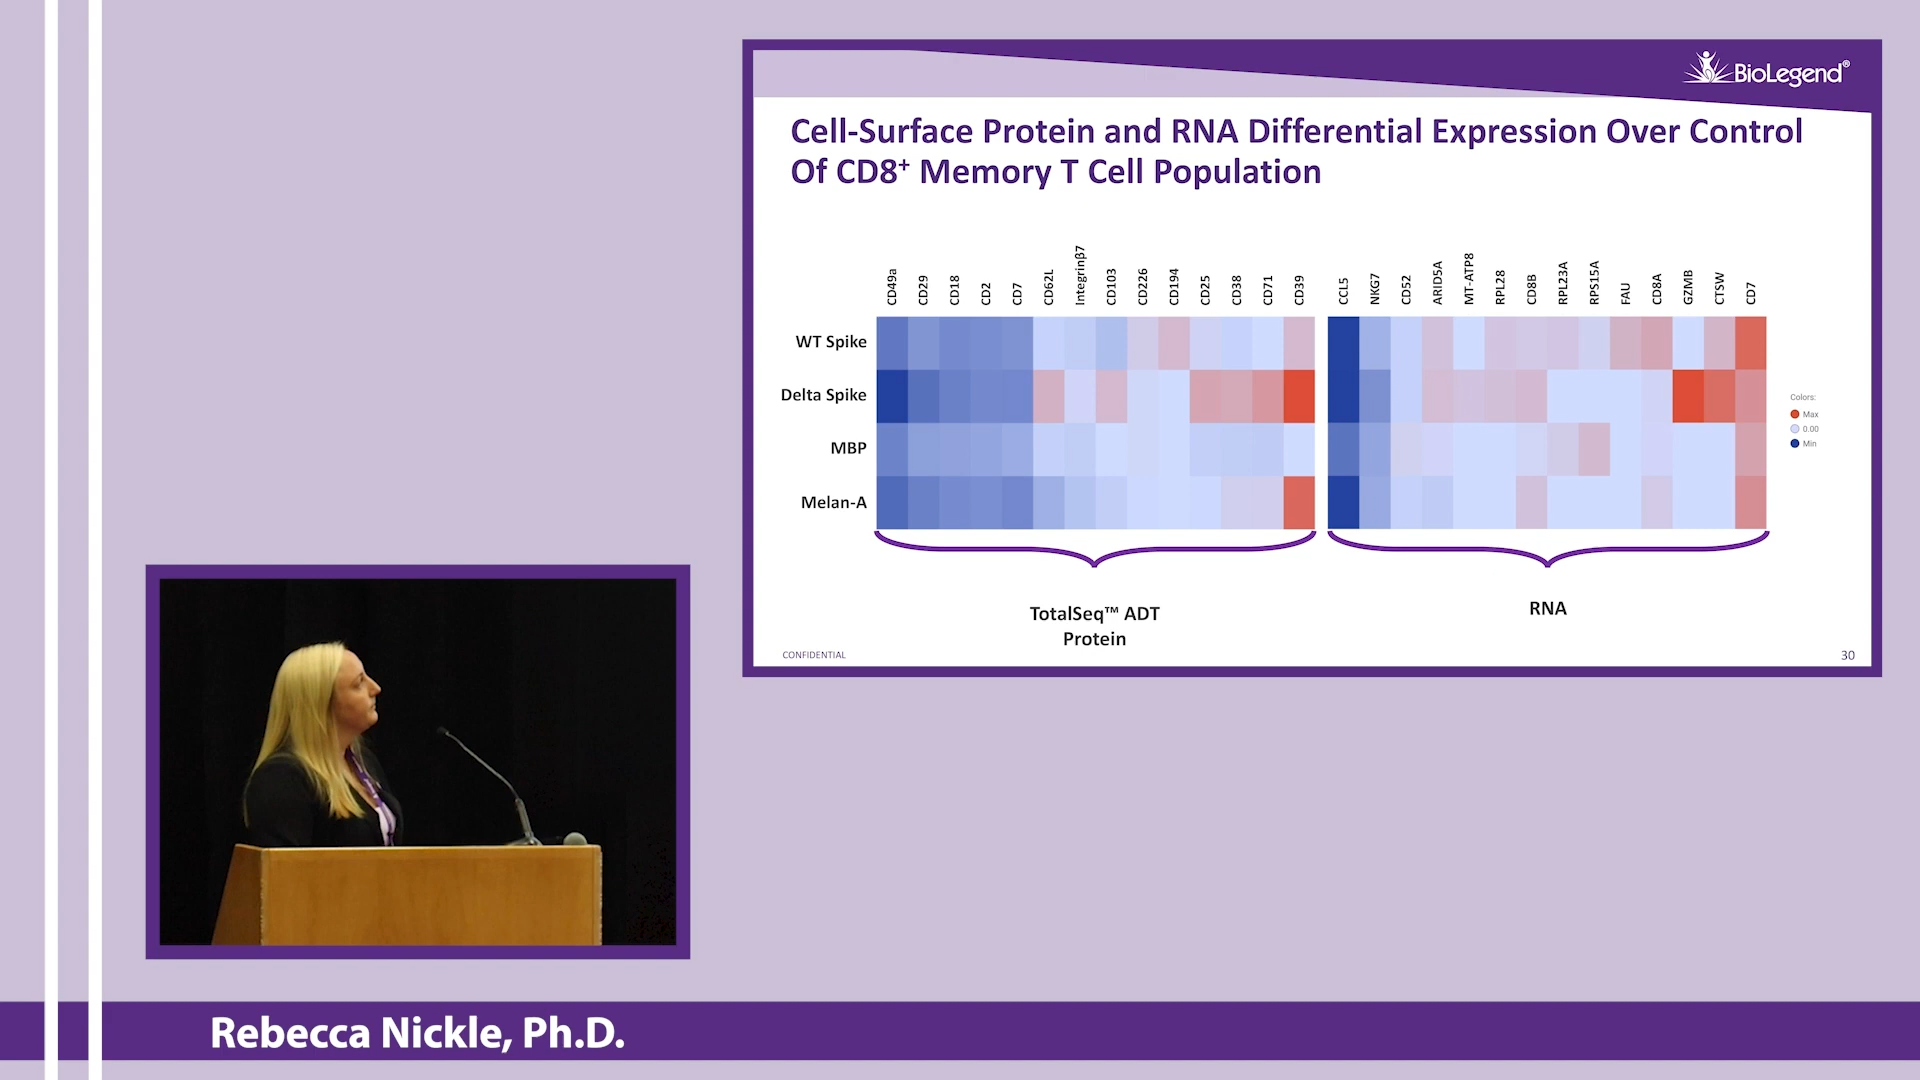 BioLegend®
Cell-Surface Protein and RNA Differential Expression Over Control
Of CD8⁺ Memory T Cell Population
CD49a CD29 CD18 CD2 CD7 CD62L Integrinβ7 CD103 CD226 CD194 CD25 CD38 CD71 CD39 CCL5 NKG7 CD52 ARID5A MT-ATP8 RPL28 CD8B RPL23A RPS15A FAU CD8A GZMB CTSW CD7
WT Spike
Delta Spike
MBP
Melan-A
Colors:
Max
0.00
Min
TotalSeq™ ADT
Protein
RNA
CONFIDENTIAL
30
Rebecca Nickle, Ph.D.